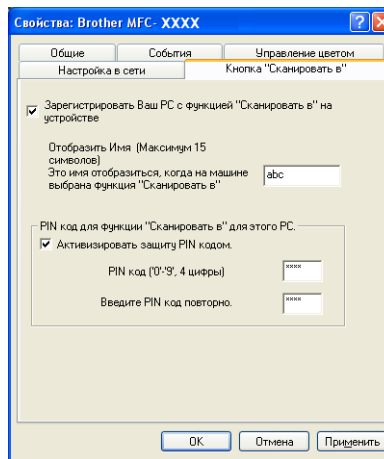 Свойства: Brother MFC- XXXX
Общие События Управление цветом
Настройка в сети Кнопка "Сканировать в"
Зарегистрировать Ваш PC с функцией "Сканировать в" на
устройстве
Отобразить Имя (Максимум 15
символов)
Это имя отобразиться, когда на машине
выбрана функция "Сканировать в"
abc
PIN код для функции "Сканировать в" для этого PC.
Активизировать защиту PIN кодом.
PIN код ('0'-'9', 4 цифры) ****
Введите PIN код повторно. ****
OK Отмена Применить